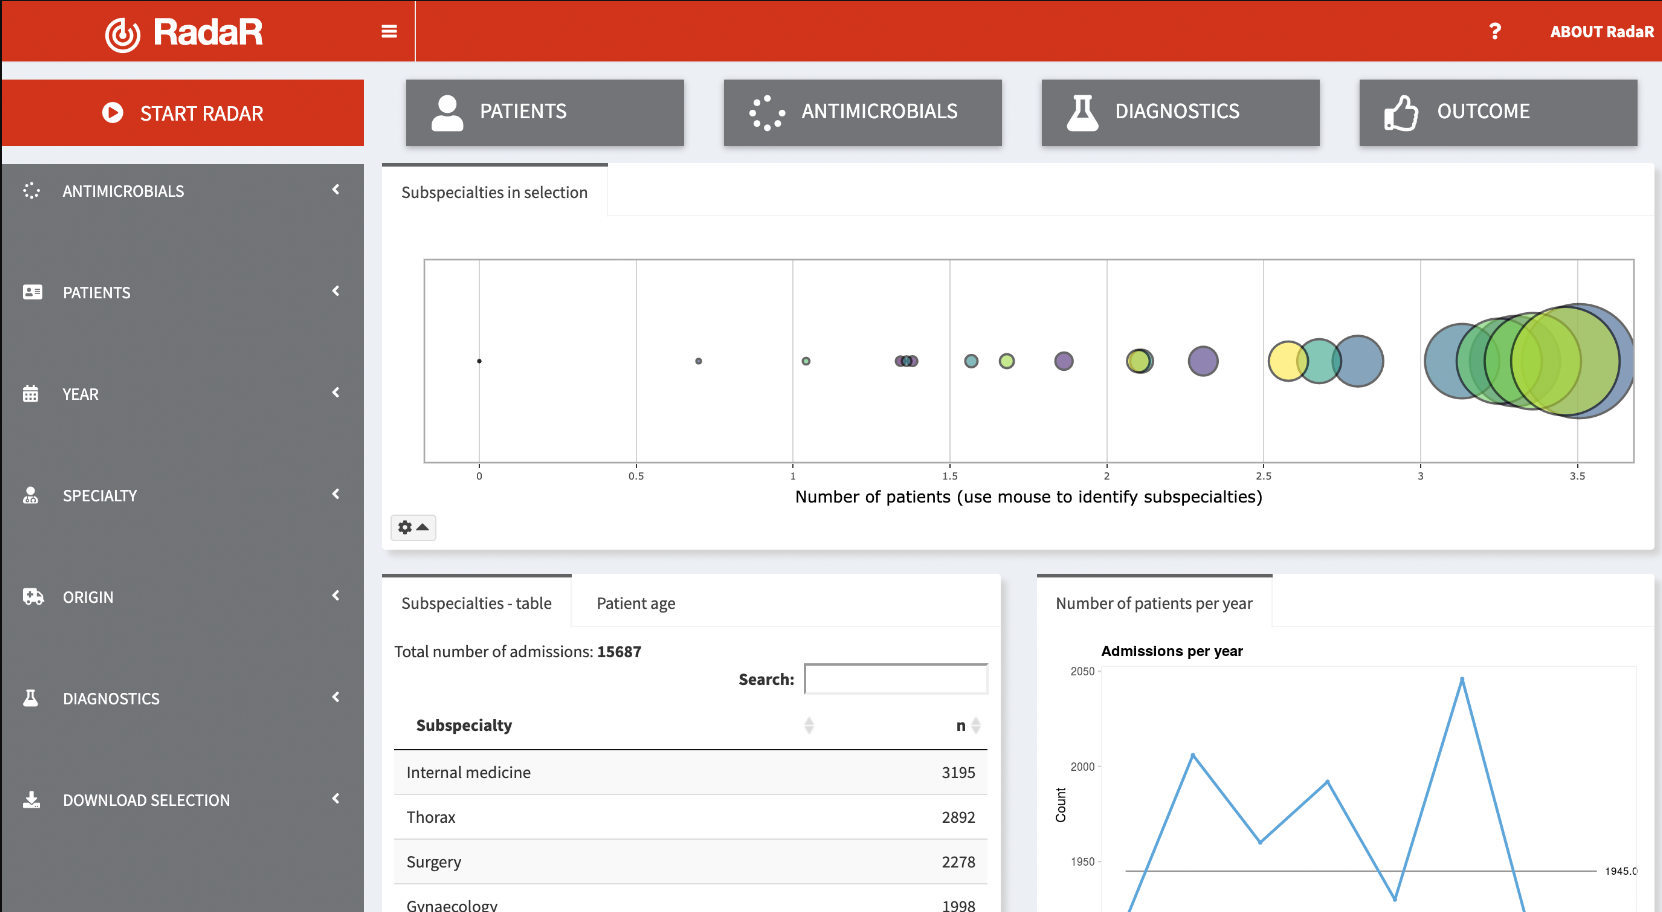 RadaR
? ABOUT RadaR
START RADAR
PATIENTS
ANTIMICROBIALS
DIAGNOSTICS
OUTCOME
ANTIMICROBIALS
PATIENTS
YEAR
SPECIALTY
ORIGIN
DIAGNOSTICS
DOWNLOAD SELECTION
Subspecialties in selection
0 0.5 1 1.5 2 2.5 3 3.5
Number of patients (use mouse to identify subspecialties)
Subspecialties - table Patient age
Total number of admissions: 15687
Search:
Subspecialty n
Internal medicine 3195
Thorax 2892
Surgery 2278
Gynaecology 1998
Number of patients per year
Admissions per year
2050
2000
Count
1950
1945.0